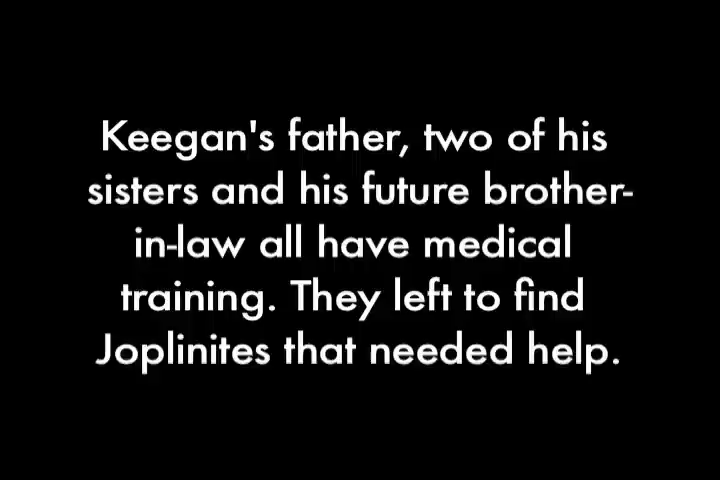 Keegan's father, two of his
sisters and his future brother-
in-law all have medical
training. They left to find
Joplinites that needed help.